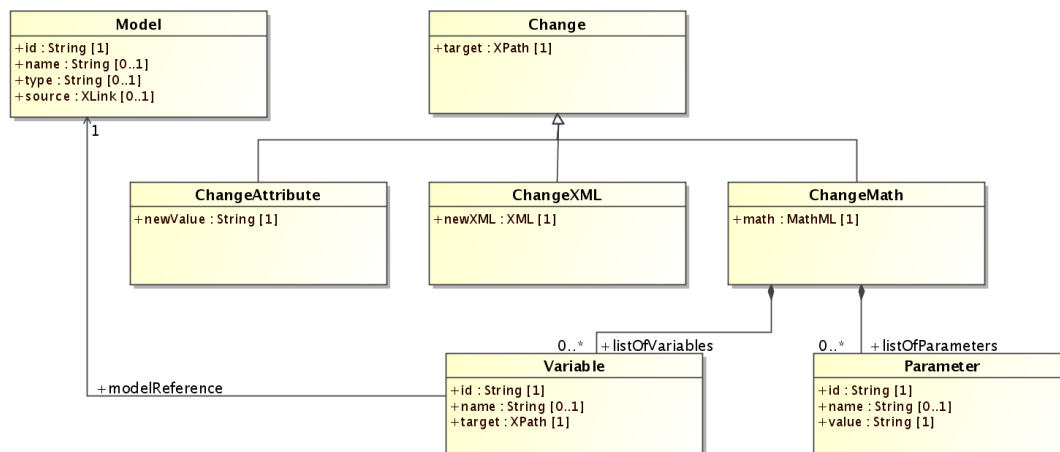 Model
+id : String [1]
+name : String [0..1]
+type : String [0..1]
+source : XLink [0..1]
Change
+target : XPath [1]
1
ChangeAttribute
+newValue : String [1]
ChangeXML
+newXML : XML [1]
ChangeMath
+math : MathML [1]
0..* +listOfVariables
0..* +listOfParameters
+modelReference
Variable
+id : String [1]
+name : String [0..1]
+target : XPath [1]
Parameter
+id : String [1]
+name : String [0..1]
+value : String [1]